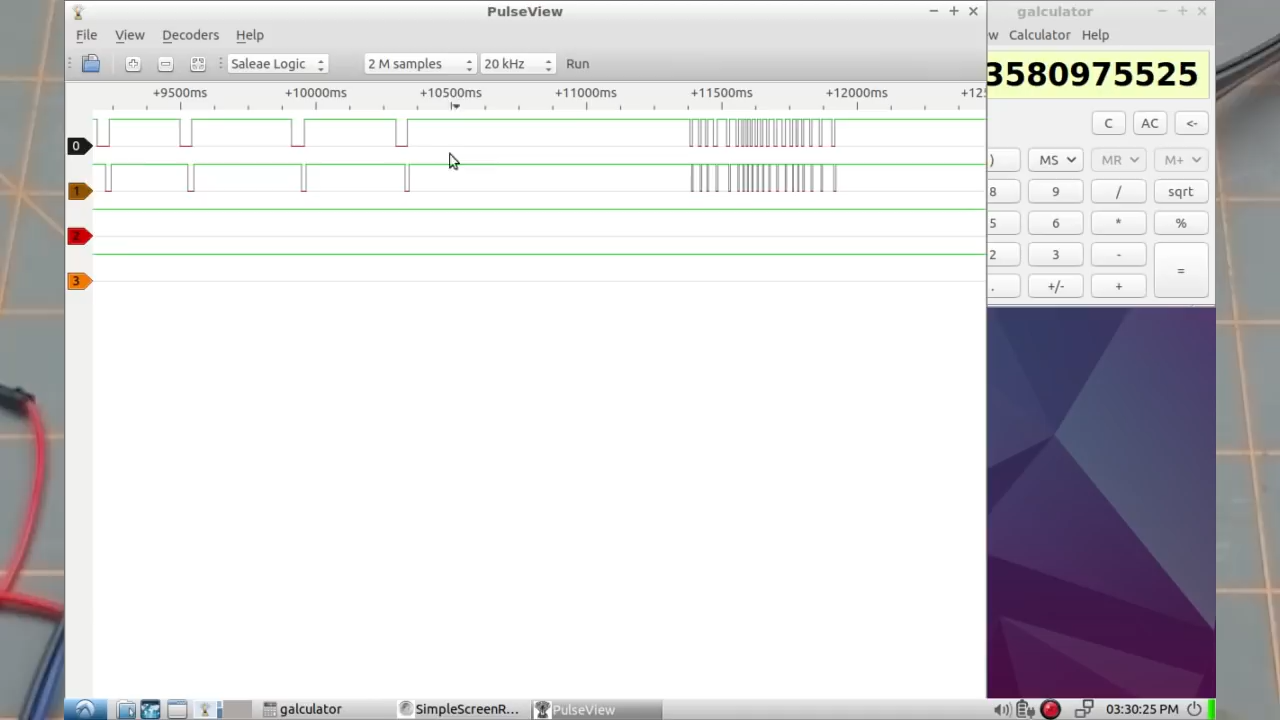 PulseView
File View Decoders Help
Saleae Logic 2 M samples 20 kHz Run
+9500ms +10000ms +10500ms +11000ms +11500ms +12000ms +12
0
1
2
3
galculator
w Calculator Help
3580975525
C AC <-
) MS MR M+
8 9 / sqrt
5 6 * %
2 3 - =
. +/- +
galculator SimpleScreenR... PulseView 03:30:25 PM